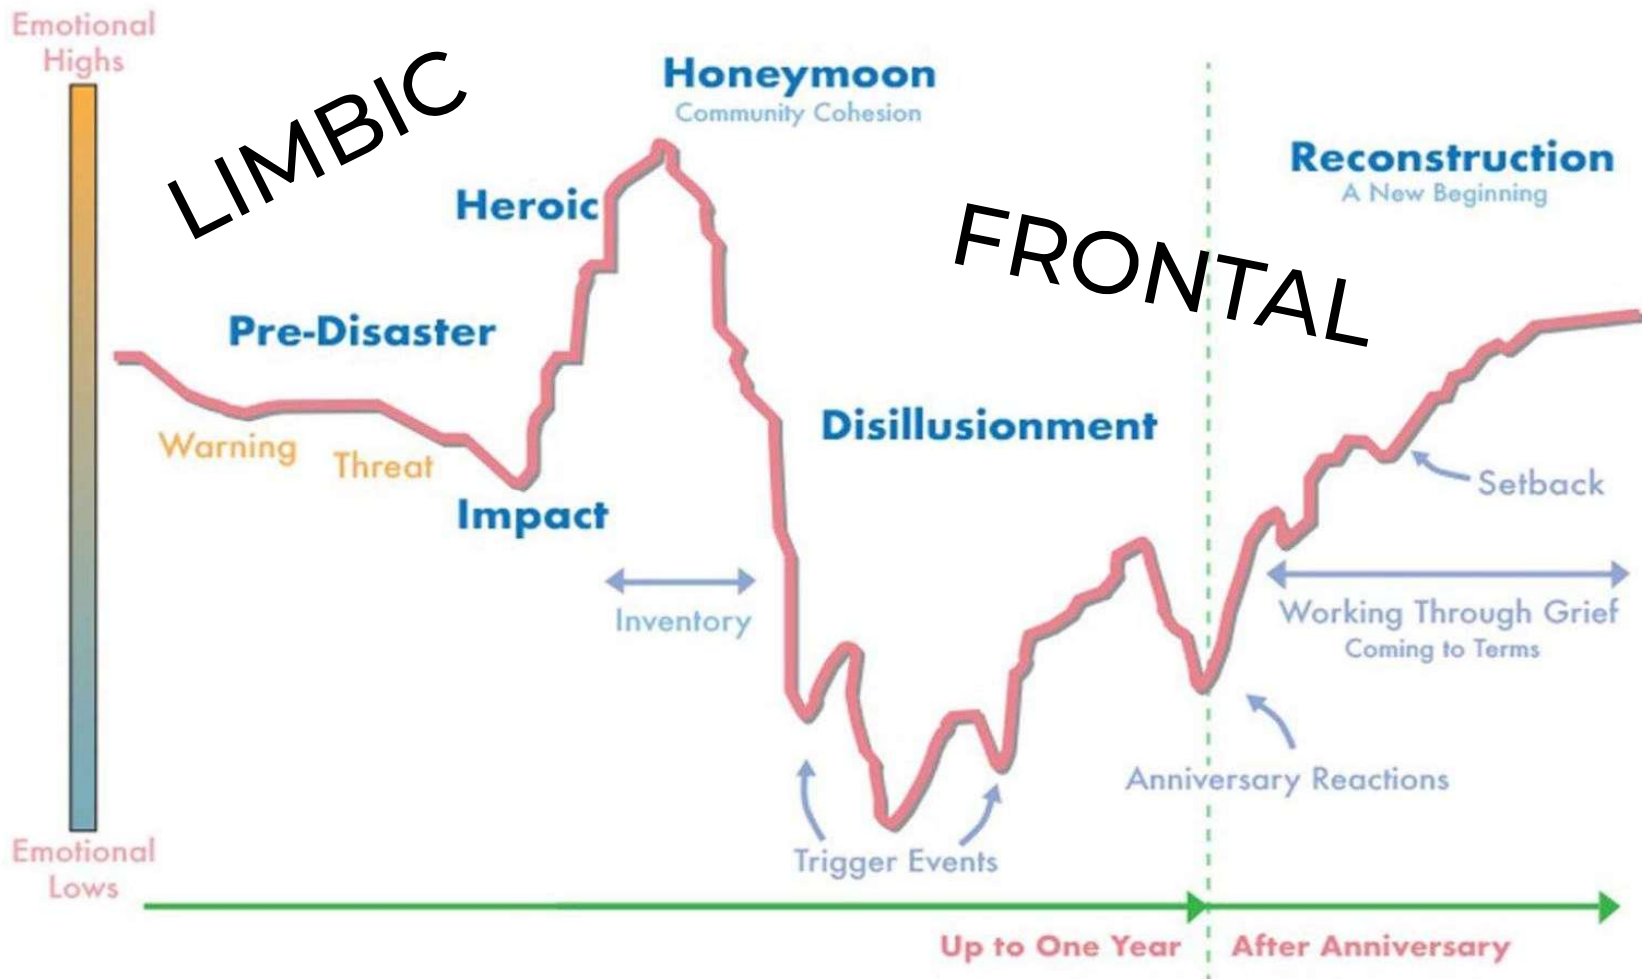 Emotional
Highs
LIMBIC
Honeymoon
Community Cohesion
Reconstruction
A New Beginning
Heroic
FRONTAL
Pre-Disaster
Warning
Threat
Disillusionment
Impact
Setback
Inventory
Working Through Grief
Coming to Terms
Anniversary Reactions
Trigger Events
Emotional
Lows
Up to One Year
After Anniversary